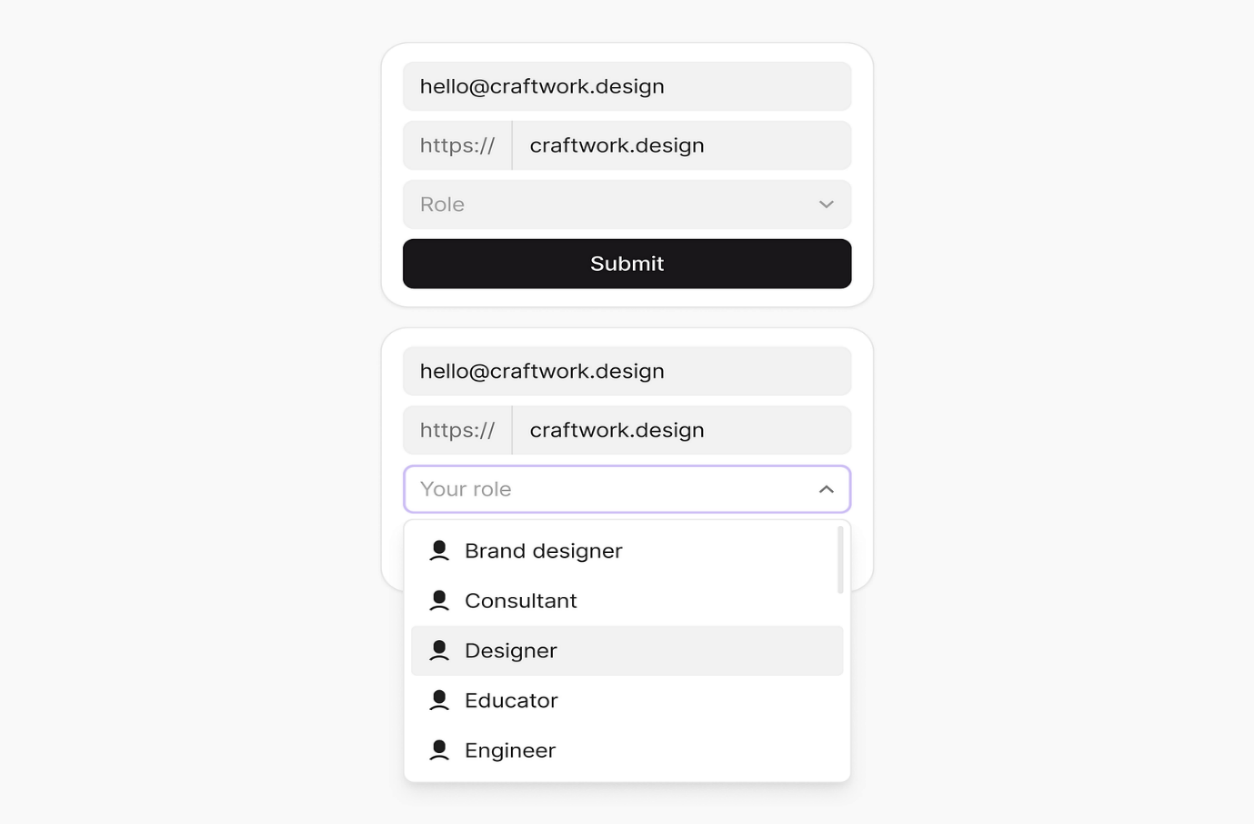 hello@craftwork.design
https:// craftwork.design
Role
Submit
hello@craftwork.design
https:// craftwork.design
Your role
Brand designer
Consultant
Designer
Educator
Engineer